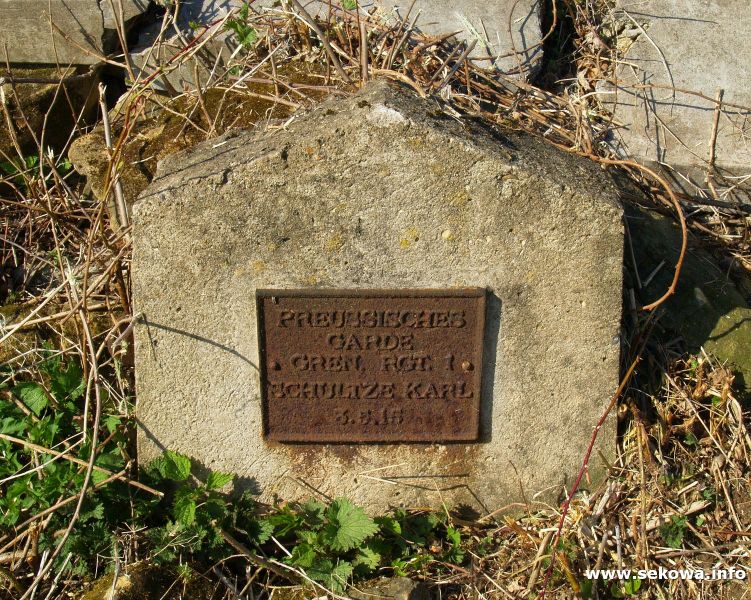 PREUSSISCHES
GARDE
GREN. RGT. 1
SCHULTZE KARL
3.5.15
www.sekowa.info